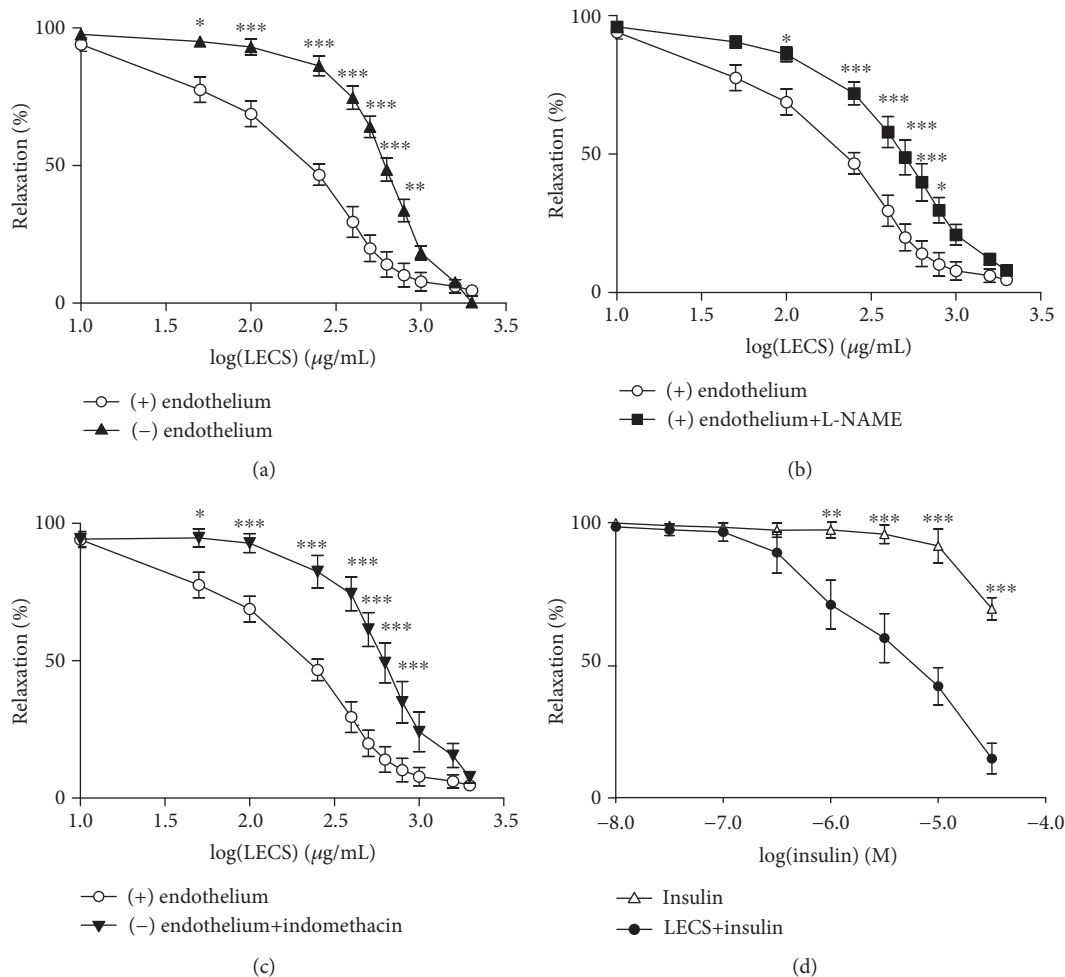 100
50
0
Relaxation (%)
* *** *** *** *** *** **
1.0 1.5 2.0 2.5 3.0 3.5
log(LECS) (μg/mL)
(+) endothelium
(−) endothelium
(a)
100
50
0
Relaxation (%)
* *** *** *** *** *
1.0 1.5 2.0 2.5 3.0 3.5
log(LECS) (μg/mL)
(+) endothelium
(+) endothelium+L-NAME
(b)
100
50
0
Relaxation (%)
* *** *** *** *** *** ***
1.0 1.5 2.0 2.5 3.0 3.5
log(LECS) (μg/mL)
(+) endothelium
(−) endothelium+indomethacin
(c)
100
50
0
Relaxation (%)
** *** *** ***
−8.0 −7.0 −6.0 −5.0 −4.0
log(insulin) (M)
Insulin
LECS+insulin
(d)